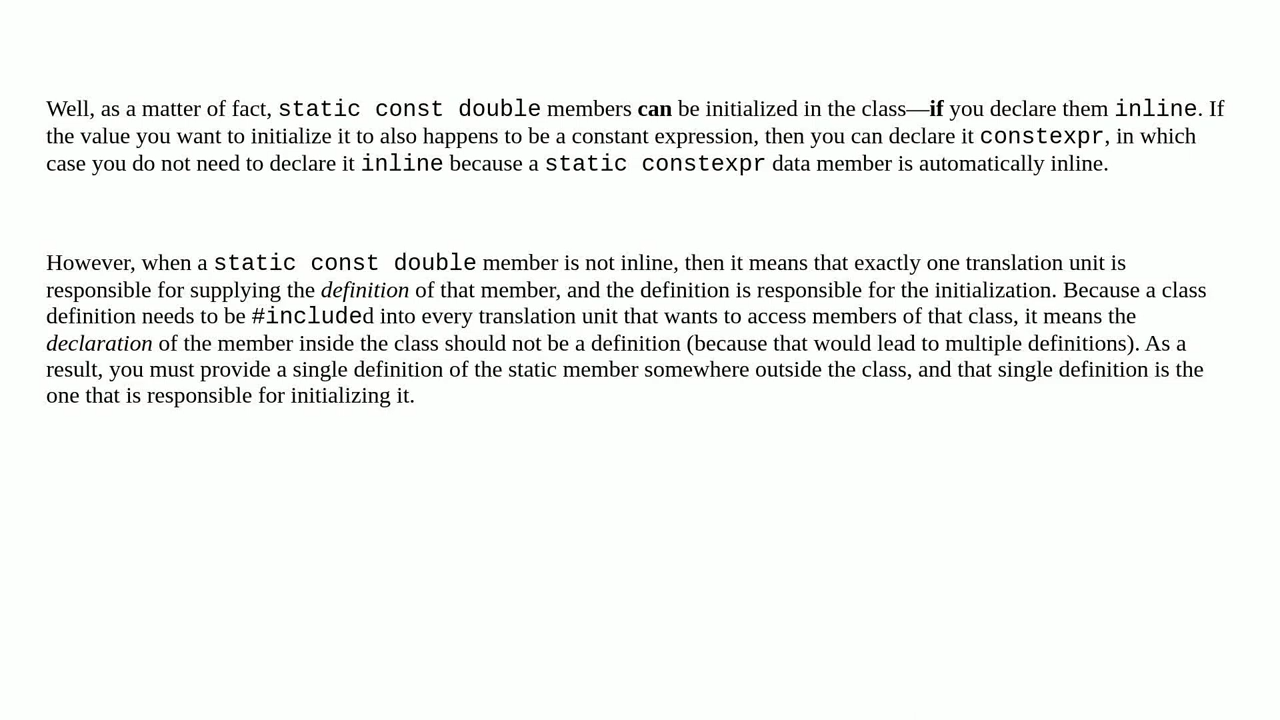 Well, as a matter of fact, static const double members can be initialized in the class—if you declare them inline. If
the value you want to initialize it to also happens to be a constant expression, then you can declare it constexpr, in which
case you do not need to declare it inline because a static constexpr data member is automatically inline.
However, when a static const double member is not inline, then it means that exactly one translation unit is
responsible for supplying the definition of that member, and the definition is responsible for the initialization. Because a class
definition needs to be #included into every translation unit that wants to access members of that class, it means the
declaration of the member inside the class should not be a definition (because that would lead to multiple definitions). As a
result, you must provide a single definition of the static member somewhere outside the class, and that single definition is the
one that is responsible for initializing it.